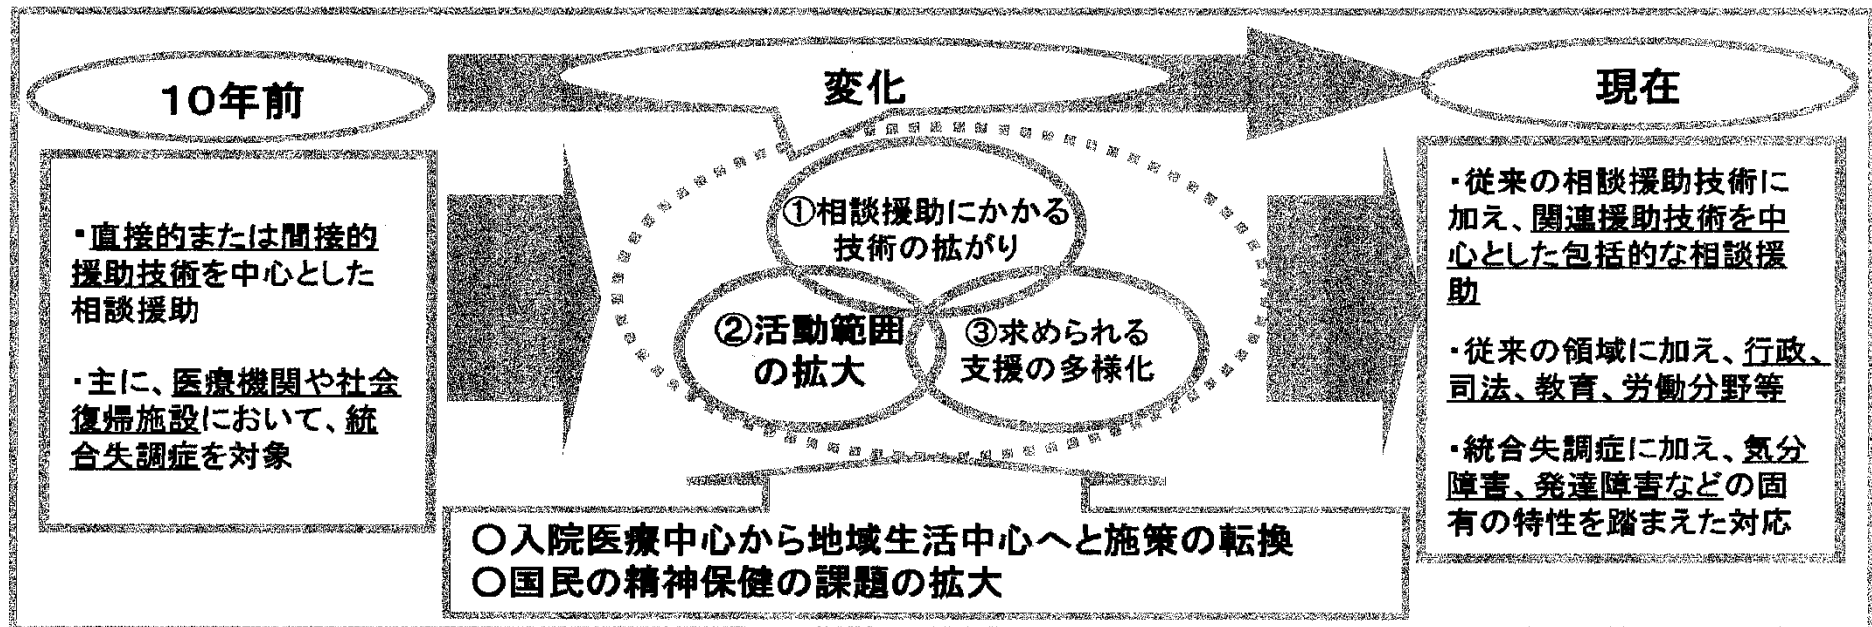 10年前
・直接的または間接的
援助技術を中心とした
相談援助
・主に、医療機関や社会
復帰施設において、統
合失調症を対象
変化
①相談援助にかかる
技術の拡がり
②活動範囲
の拡大
③求められる
支援の多様化
〇入院医療中心から地域生活中心へと施策の転換
〇国民の精神保健の課題の拡大
現在
・従来の相談援助技術に
加え、関連援助技術を中
心とした包括的な相談援
助
・従来の領域に加え、行政、
司法、教育、労働分野等
・統合失調症に加え、気分
障害、発達障害などの固
有の特性を踏まえた対応